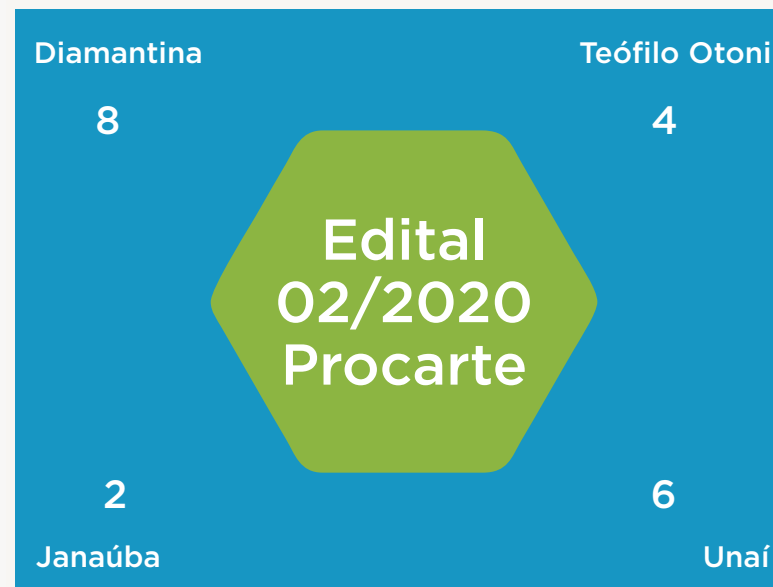 Diamantina
Teófilo Otoni
8
4
Edital
02/2020
Procarte
2
6
Janaúba
Unaí